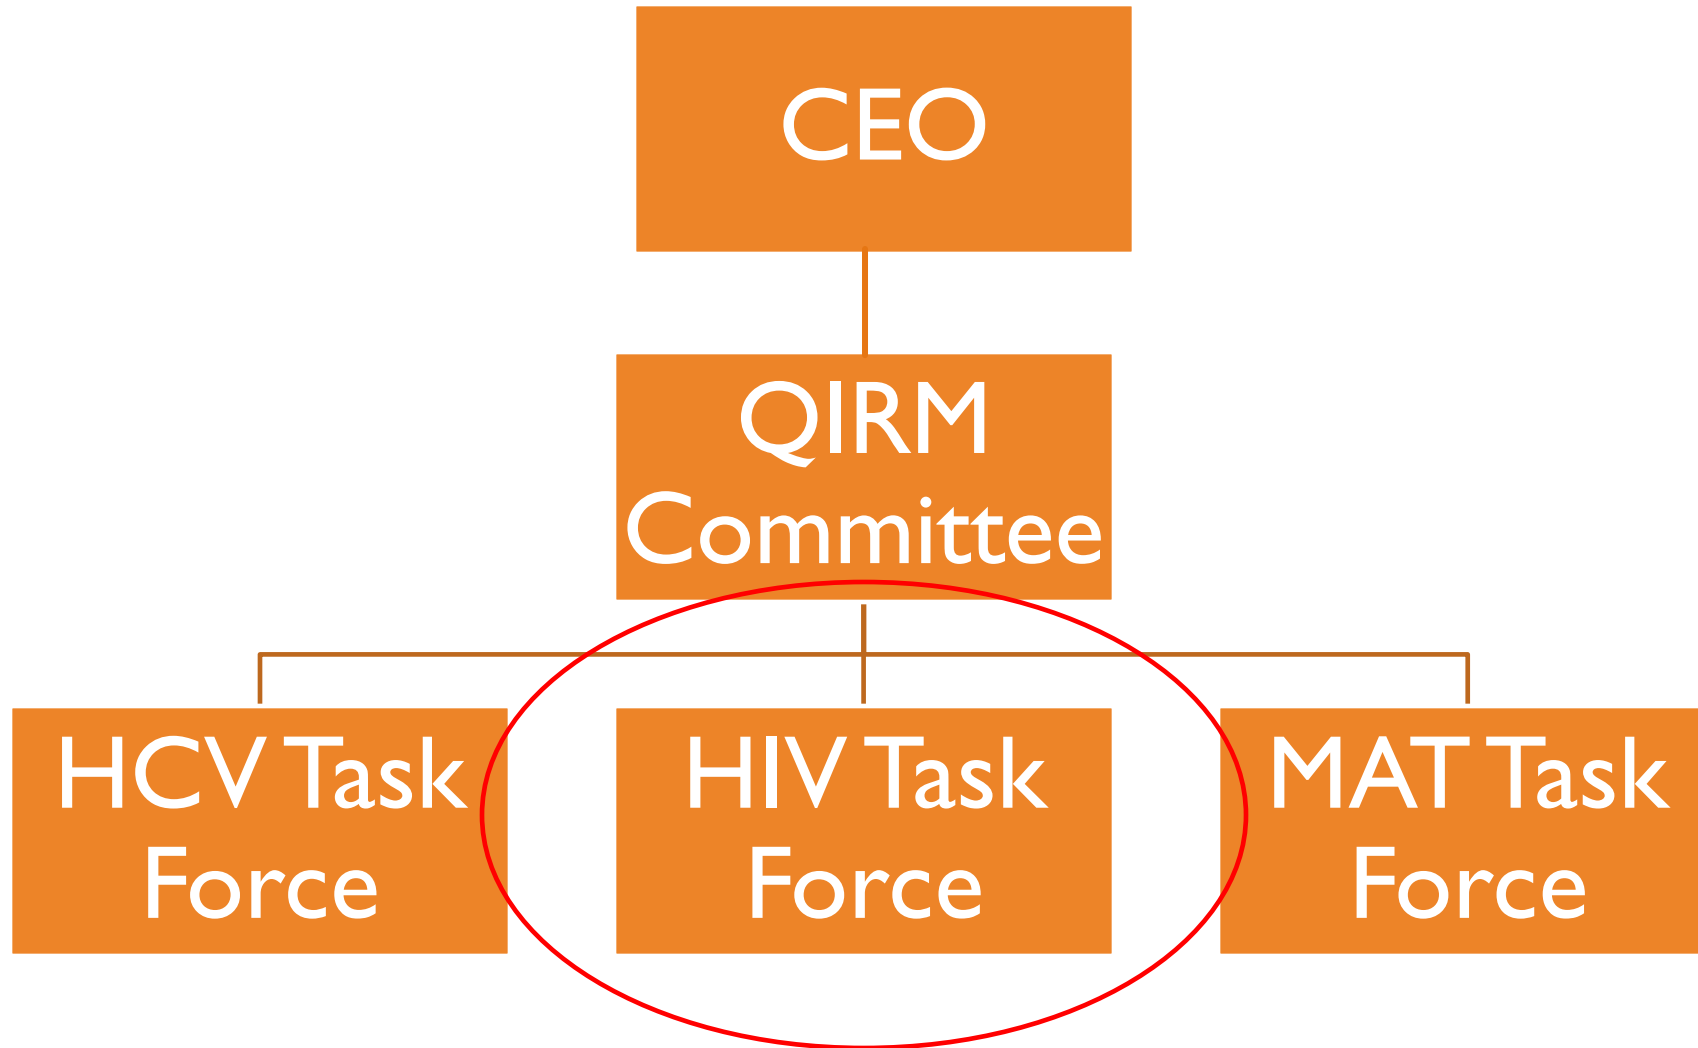 CEO
QIRM
Committee
HCV Task
Force
HIV Task
Force
MAT Task
Force